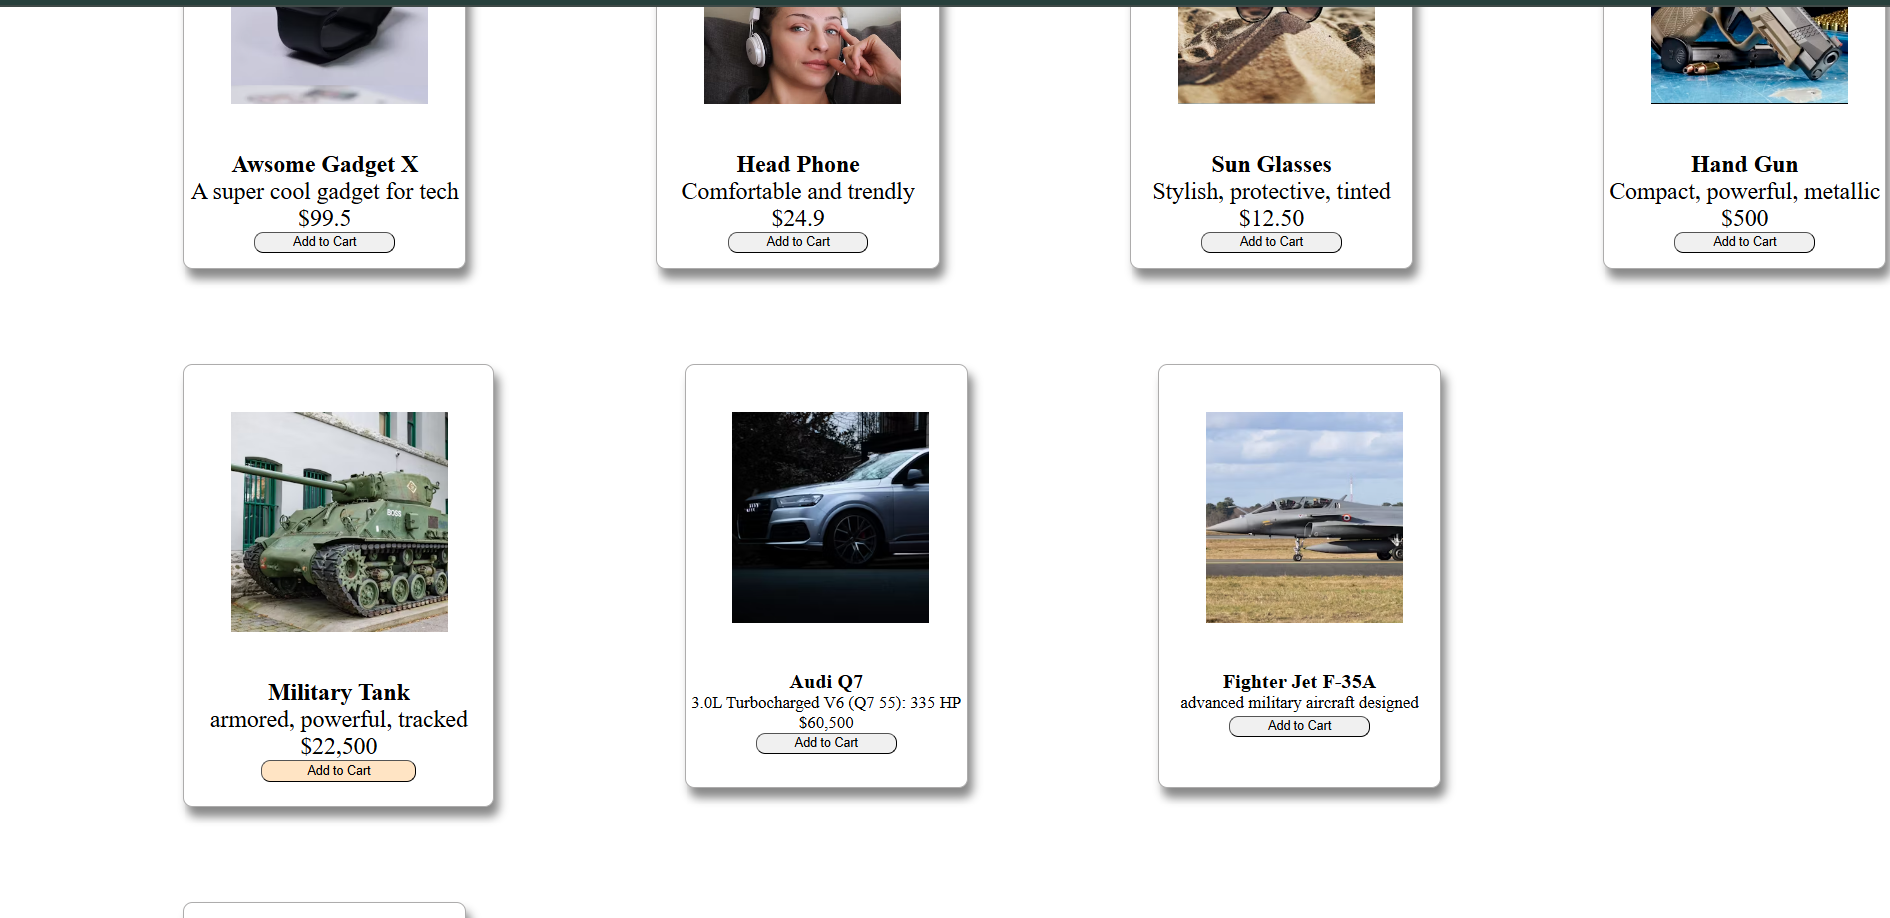 Awsome Gadget X
A super cool gadget for tech
$99.5
Add to Cart
Head Phone
Comfortable and trendly
$24.9
Add to Cart
Sun Glasses
Stylish, protective, tinted
$12.50
Add to Cart
Hand Gun
Compact, powerful, metallic
$500
Add to Cart
BOSS
Military Tank
armored, powerful, tracked
$22,500
Add to Cart
Audi Q7
3.0L Turbocharged V6 (Q7 55): 335 HP
$60,500
Add to Cart
Fighter Jet F-35A
advanced military aircraft designed
Add to Cart